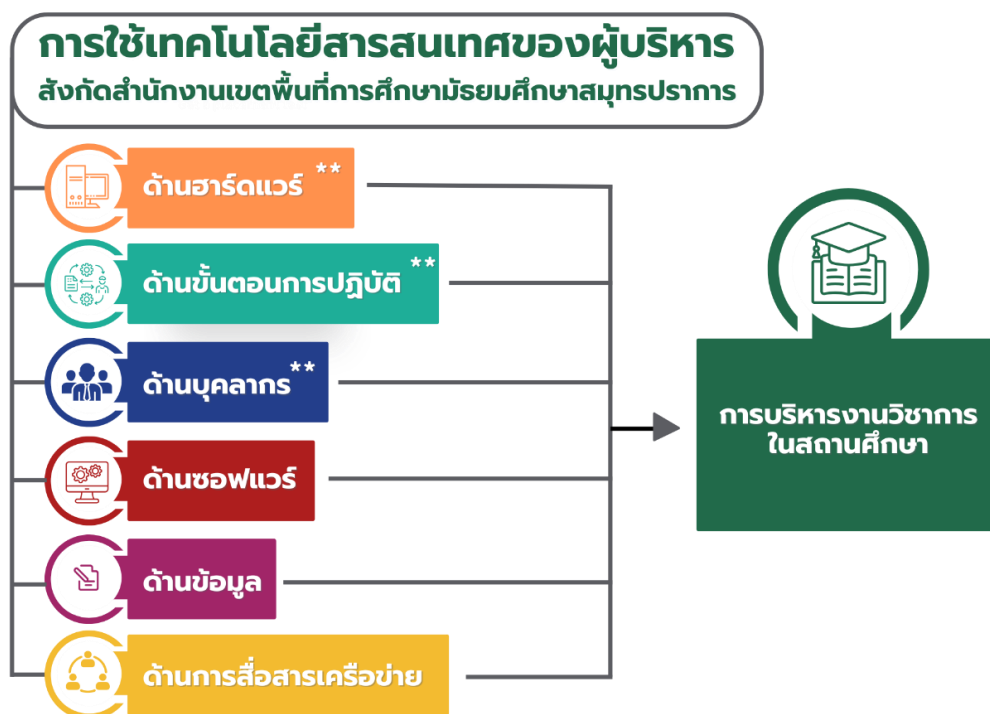 การใช้เทคโนโลยีสารสนเทศของผู้บริหาร
สังกัดสำนักงานเขตพื้นที่การศึกษามัธยมศึกษาสมุทรปราการ
ด้านฮาร์ดแวร์ **
ด้านขั้นตอนการปฏิบัติ **
ด้านบุคลากร **
ด้านซอฟแวร์
ด้านข้อมูล
ด้านการสื่อสารเครือข่าย
การบริหารงานวิชาการ
ในสถานศึกษา